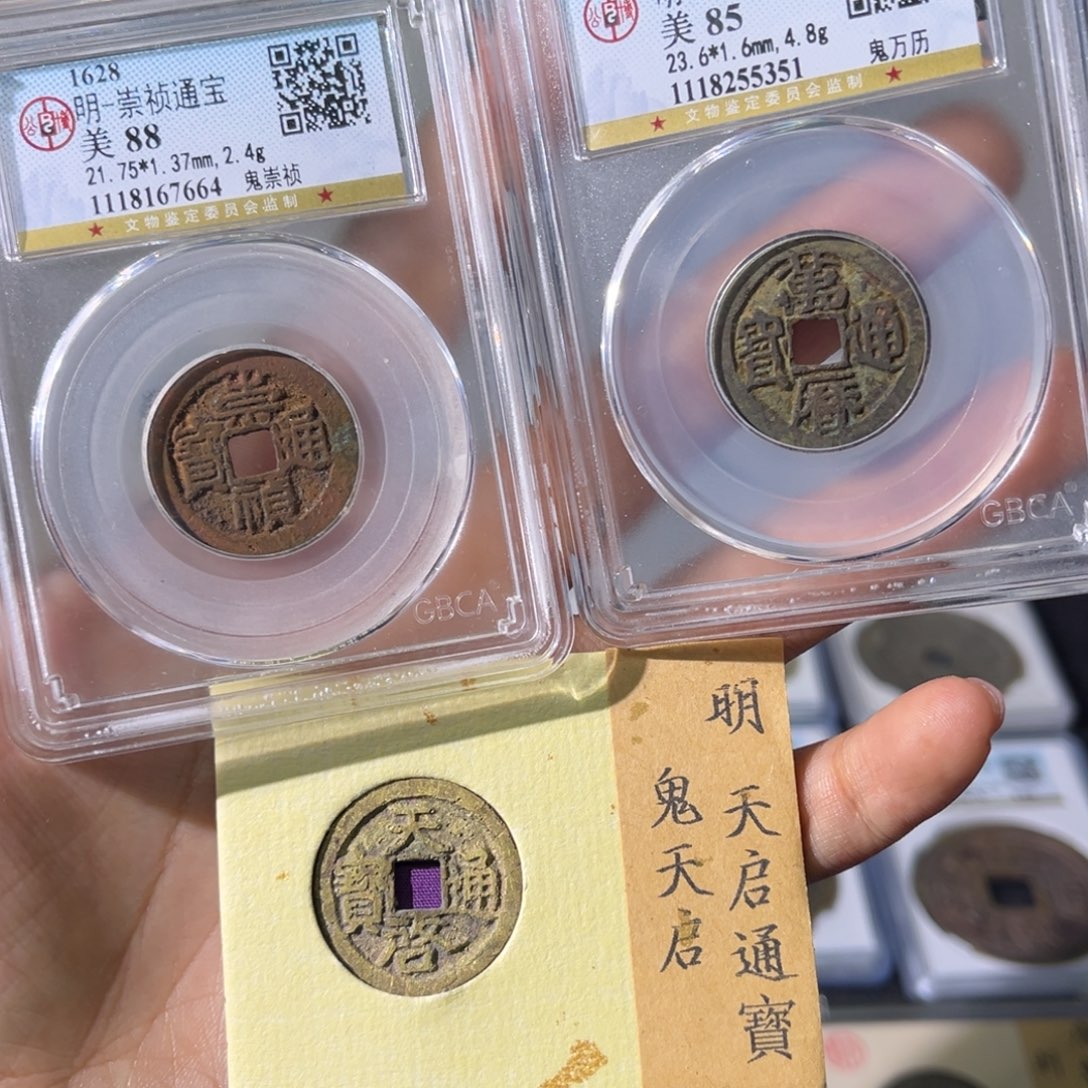 1628
明-崇祯通宝
美 88
21.75*1.37mm,2.4g
1118167664 鬼崇祯
★ 文物鉴定委员会监制 ★
崇祯通寳
GBCA
美 85
23.6*1.6mm,4.8g
鬼万历
1118255351
★ 文物鉴定委员会监制 ★
萬曆通寶
GBCA
天啓通寶
明 天启通寳
鬼天启